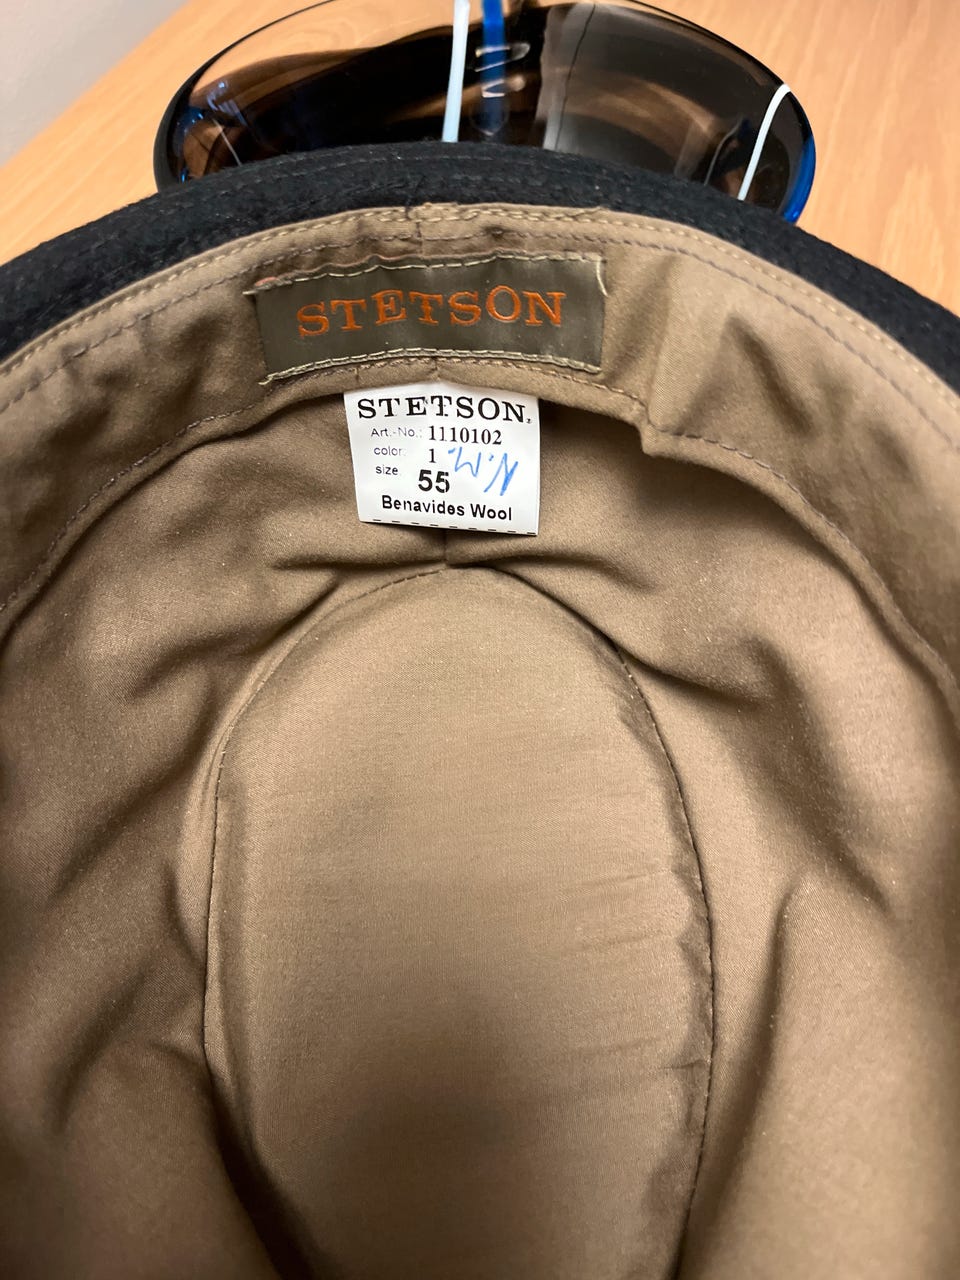 STETSON
STETSON.
Art.-No.: 1110102
color: 1
size: 55
Benavides Wool